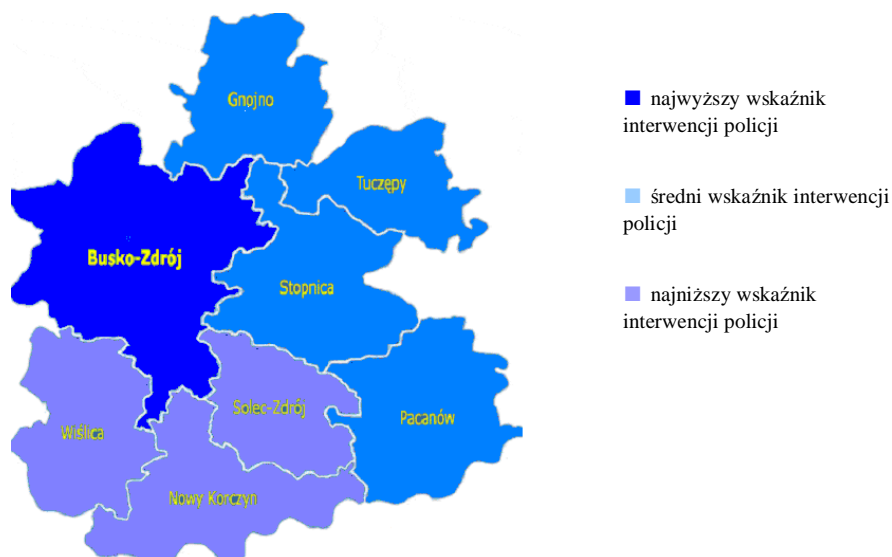 Gnojno
Tuczępy
Busko-Zdrój
Stopnica
Solec-Zdrój
Pacanów
Wiślica
Nowy Korczyn
najwyższy wskaźnik
interwencji policji
średni wskaźnik interwencji
policji
najniższy wskaźnik
interwencji policji